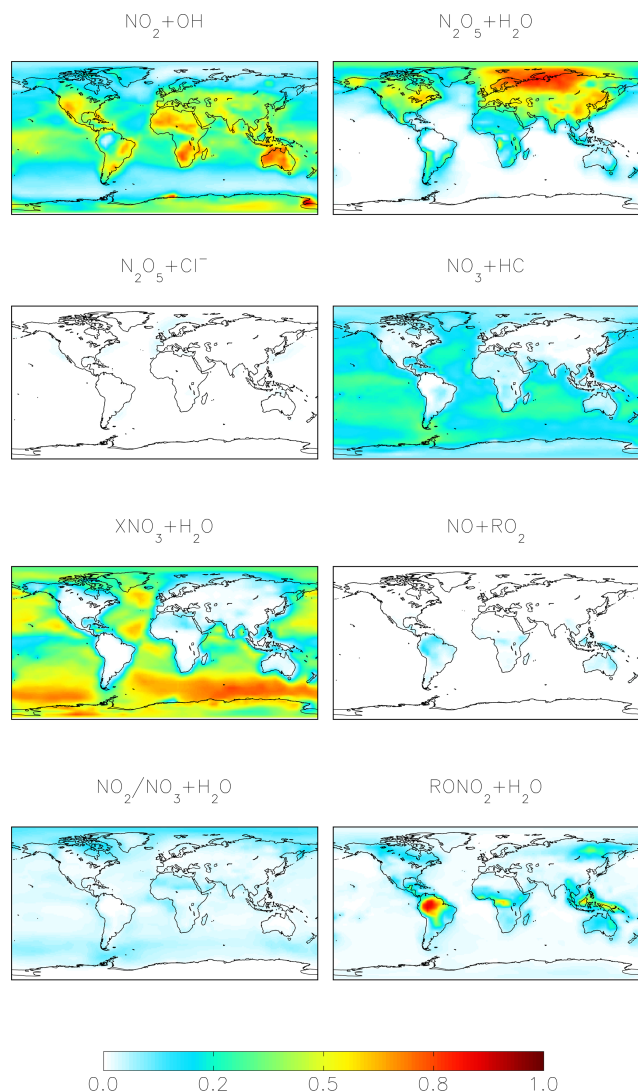 NO₂+OH
N₂O₅+H₂O
N₂O₅+Cl⁻
NO₃+HC
XNO₃+H₂O
NO+RO₂
NO₂/NO₃+H₂O
RONO₂+H₂O
0.0 0.2 0.5 0.8 1.0